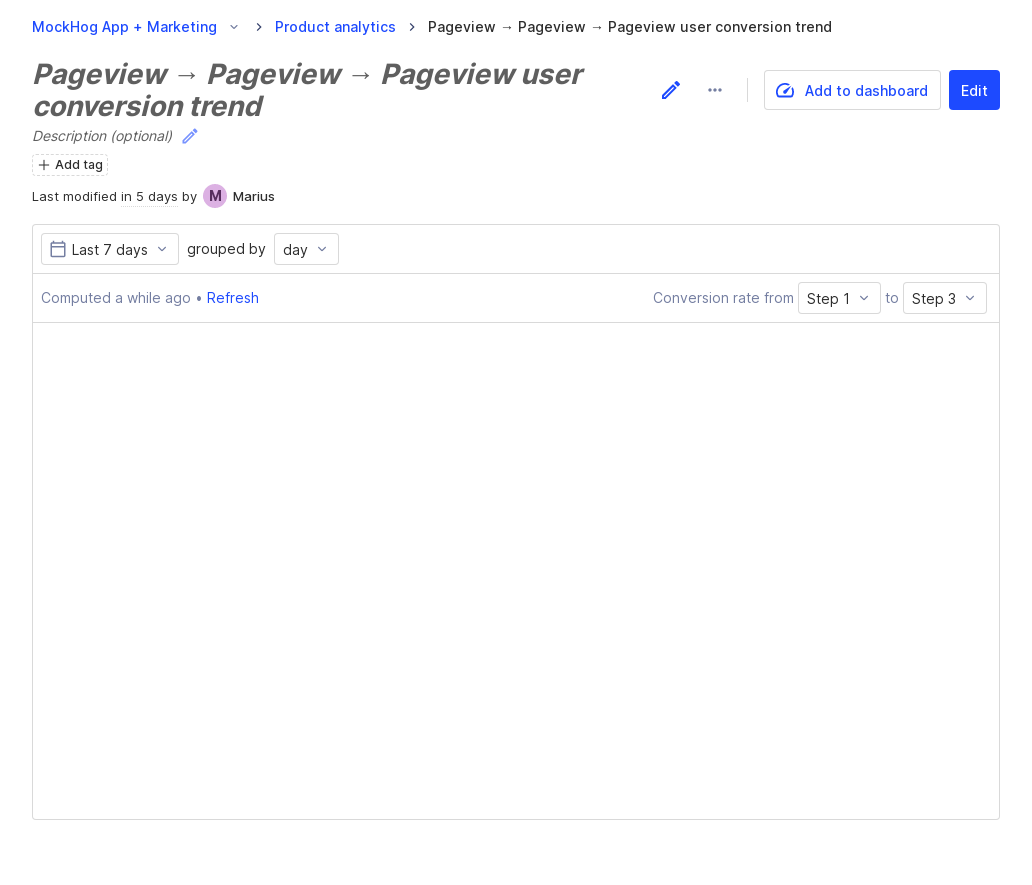 MockHog App + Marketing Product analytics Pageview → Pageview → Pageview user conversion trend
Pageview → Pageview → Pageview user
conversion trend
Add to dashboard Edit
Description (optional)
Add tag
Last modified in 5 days by M Marius
Last 7 days grouped by day
Computed a while ago • Refresh Conversion rate from Step 1 to Step 3